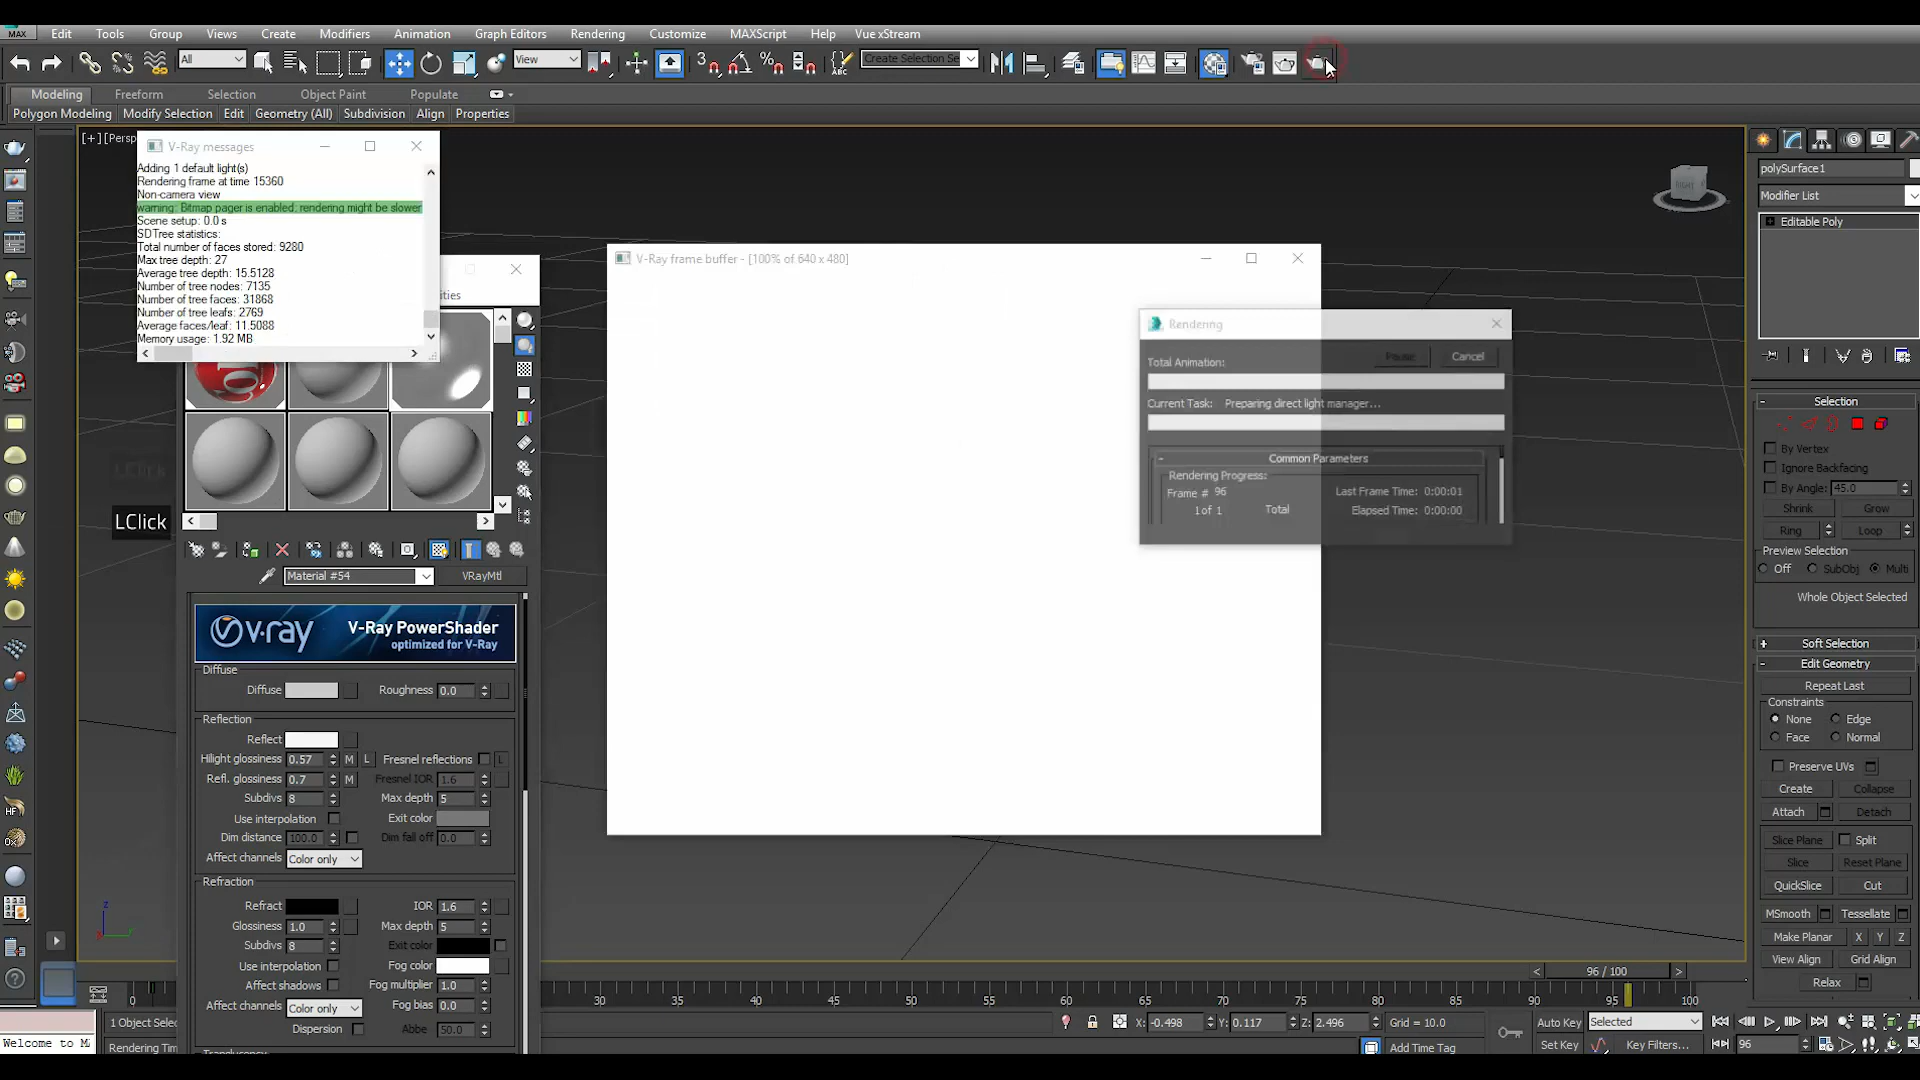 MAX Edit Tools Group Views Create Modifiers Animation Graph Editors Rendering Customize MAXScript Help Vue xStream
All View 3 Create Selection Se
Modeling Freeform Selection Object Paint Populate
Polygon Modeling Modify Selection Edit Geometry (All) Subdivision Align Properties
[+][Persp
V-Ray messages
Adding 1 default light(s)
Rendering frame at time 15360
Non-camera view
warning: Bitmap pager is enabled; rendering might be slower
Scene setup: 0.0 s
SDTree statistics:
Total number of faces stored: 9280
Max tree depth: 27
Average tree depth: 15.5128
Number of tree nodes: 7135
Number of tree faces: 31868
Number of tree leafs: 2769
Average faces/leaf: 11.5088
Memory usage: 1.92 MB
ities
LClick
LClick
Material #54 VRayMtl
v·ray V-Ray PowerShader
optimized for V-Ray
Diffuse
Diffuse Roughness 0.0
Reflection
Reflect
Hilight glossiness 0.57 M L Fresnel reflections L
Refl. glossiness 0.7 M Fresnel IOR 1.6
Subdivs 8 Max depth 5
Use interpolation Exit color
Dim distance 100.0 Dim fall off 0.0
Affect channels Color only
Refraction
Refract IOR 1.6
Glossiness 1.0 Max depth 5
Subdivs 8 Exit color
Use interpolation Fog color
Affect shadows Fog multiplier 1.0
Affect channels Color only Fog bias 0.0
Dispersion Abbe 50.0
Translucency
V-Ray frame buffer - [100% of 640 x 480]
Rendering
Total Animation: Pause Cancel
Current Task: Preparing direct light manager...
- Common Parameters
Rendering Progress:
Frame # 96 Last Frame Time: 0:00:01
1 of 1 Total Elapsed Time: 0:00:00
RIGHT
polySurface1
Modifier List
Editable Poly
- Selection
By Vertex
Ignore Backfacing
By Angle: 45.0
Shrink Grow
Ring Loop
Preview Selection
Off SubObj Multi
Whole Object Selected
+ Soft Selection
- Edit Geometry
Repeat Last
Constraints
None Edge
Face Normal
Preserve UVs
Create Collapse
Attach Detach
Slice Plane Split
Slice Reset Plane
QuickSlice Cut
MSmooth Tessellate
Make Planar X Y Z
View Align Grid Align
Relax
z
< 96 / 100 >
0 30 35 40 45 50 55 60 65 70 75 80 85 90 95 100
1 Object Selec X: -0.498 Y: 0.117 Z: 2.496 Grid = 10.0 Auto Key Selected
Welcome to M Rendering Tim Add Time Tag Set Key Key Filters... 96